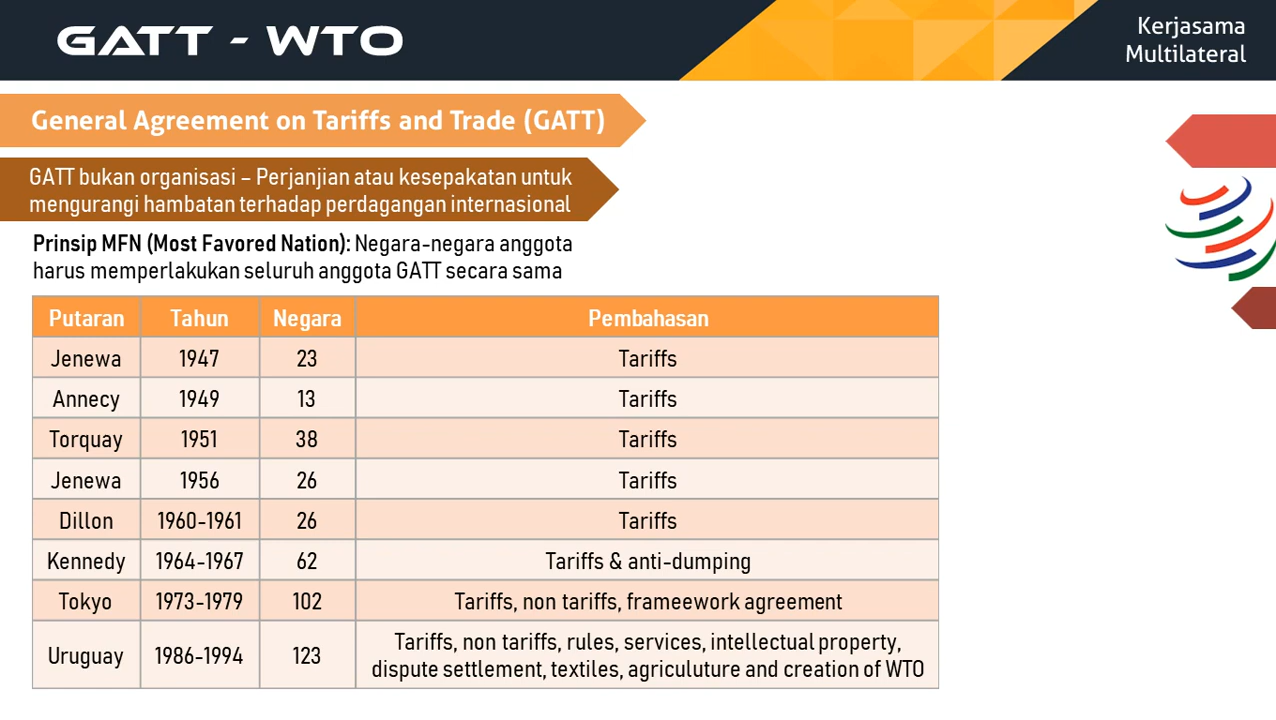 GATT - WTO
Kerjasama
Multilateral
General Agreement on Tariffs and Trade (GATT)
GATT bukan organisasi – Perjanjian atau kesepakatan untuk
mengurangi hambatan terhadap perdagangan internasional
Prinsip MFN (Most Favored Nation): Negara-negara anggota
harus memperlakukan seluruh anggota GATT secara sama
Putaran Tahun Negara Pembahasan
Jenewa 1947 23 Tariffs
Annecy 1949 13 Tariffs
Torquay 1951 38 Tariffs
Jenewa 1956 26 Tariffs
Dillon 1960-1961 26 Tariffs
Kennedy 1964-1967 62 Tariffs & anti-dumping
Tokyo 1973-1979 102 Tariffs, non tariffs, frameework agreement
Uruguay 1986-1994 123 Tariffs, non tariffs, rules, services, intellectual property,
dispute settlement, textiles, agriculuture and creation of WTO